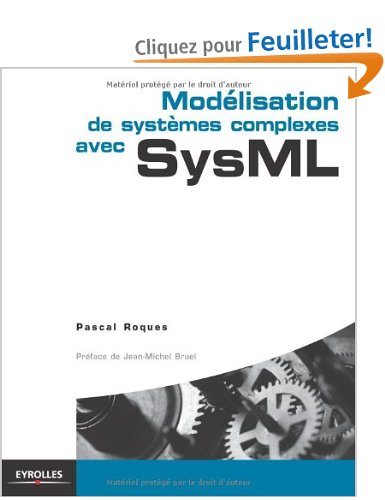 Cliquez pour Feuilleter!
Matériel protégé par le droit d'auteur
Modélisation
de systèmes complexes
avec SysML
Pascal Roques
Préface de Jean-Michel Bruel
EYROLLES
Matériel protégé par le droit d'auteur